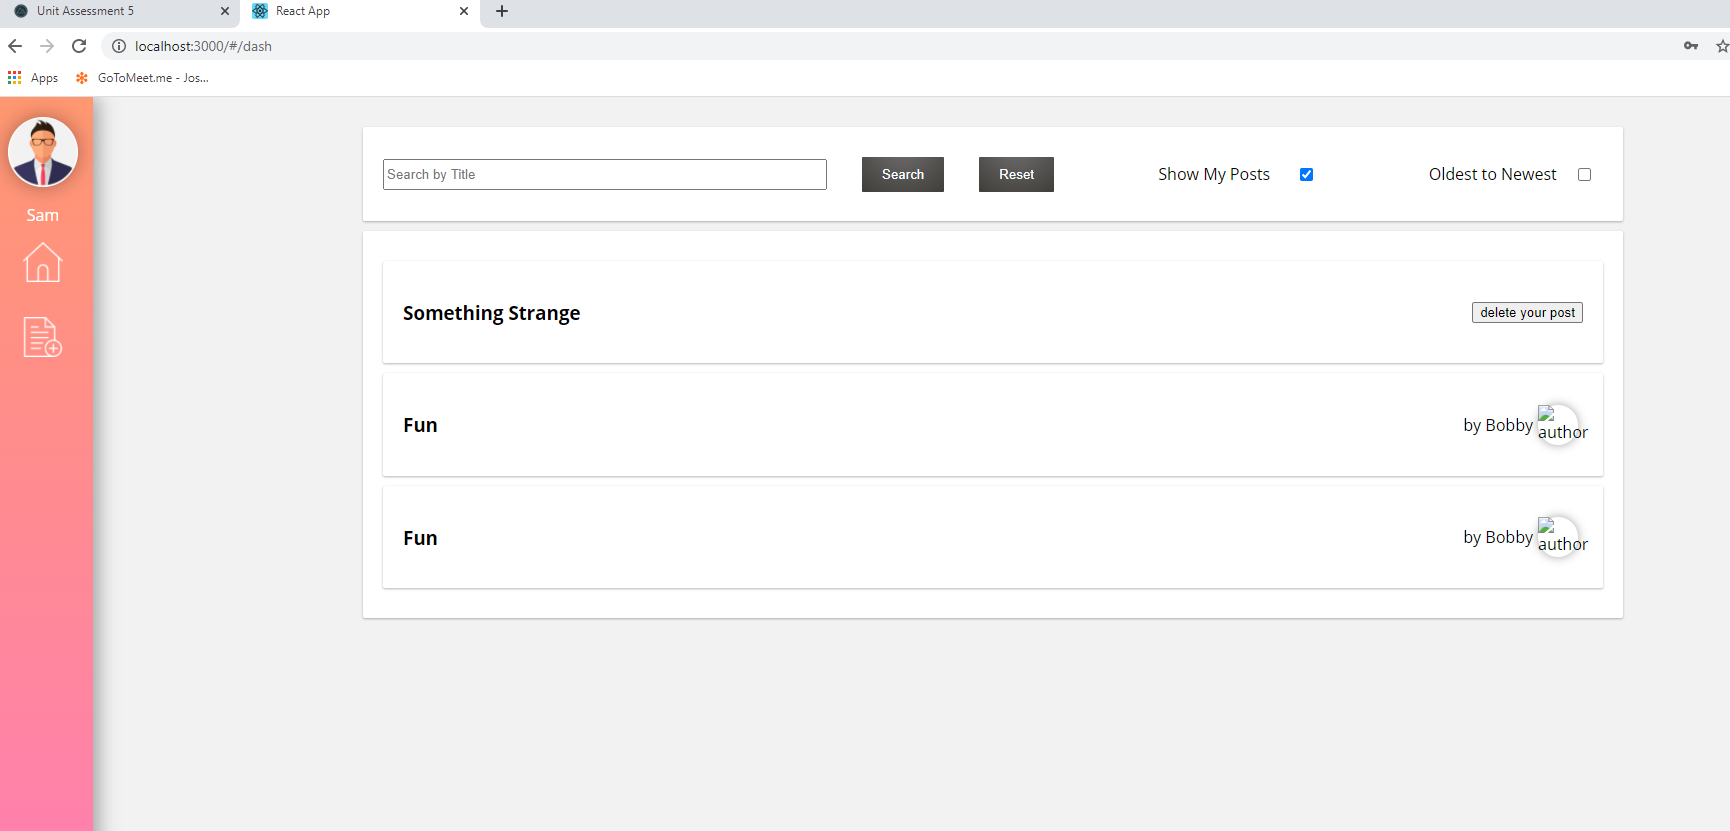 Unit Assessment 5
React App
localhost:3000/#/dash
Apps
GoToMeet.me - Jos...
Sam
Search by Title
Search
Reset
Show My Posts
Oldest to Newest
Something Strange
delete your post
Fun
by Bobby
author
Fun
by Bobby
author